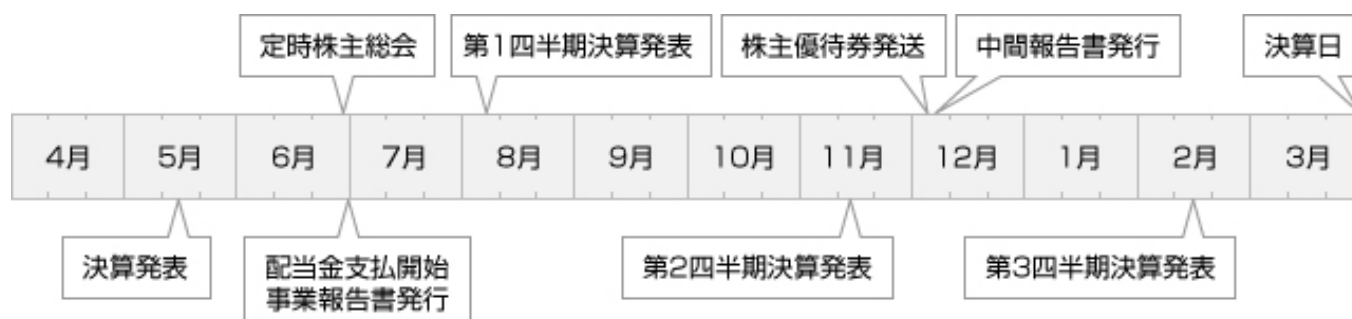 定時株主総会
第1四半期決算発表
株主優待券発送
中間報告書発行
決算日
4月
5月
6月
7月
8月
9月
10月
11月
12月
1月
2月
3月
決算発表
配当金支払開始
事業報告書発行
第2四半期決算発表
第3四半期決算発表